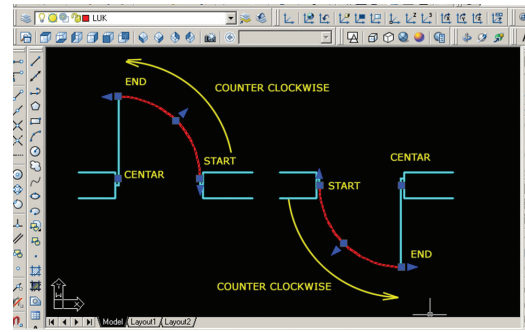 LUK
END
COUNTER CLOCKWISE
START
CENTAR
CENTAR
START
END
COUNTER CLOCKWISE
Model Layout1 Layout2